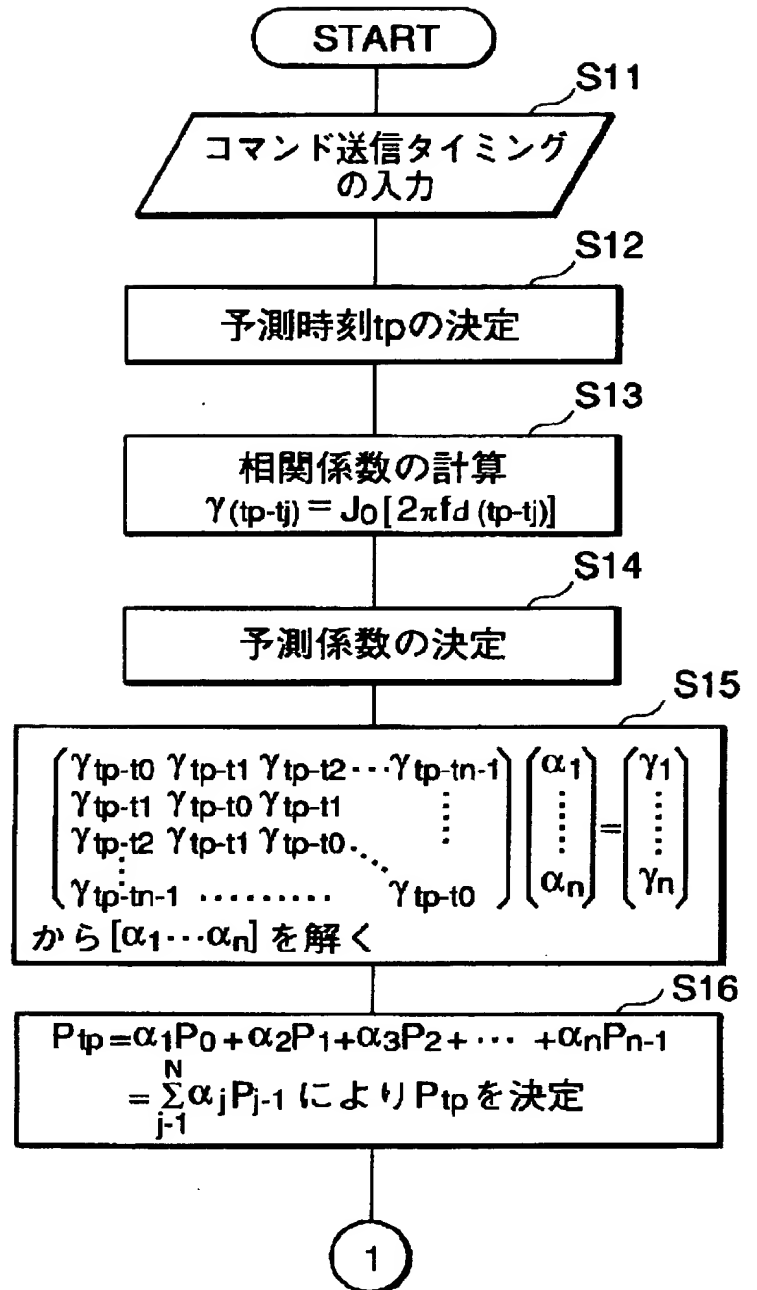 START
S11
コマンド送信タイミング
の入力
S12
予測時刻tpの決定
S13
相関係数の計算
γ(tp-tj) = J0 [2πfd (tp-tj)]
S14
予測係数の決定
S15
γtp-t0 γtp-t1 γtp-t2 ··· γtp-tn-1 α1 γ1
γtp-t1 γtp-t0 γtp-t1
γtp-t2 γtp-t1 γtp-t0 =
γtp-tn-1 ········· γtp-t0 αn γn
から [α1···αn] を解く
S16
Ptp=α1P0+α2P1+α3P2+ ··· +αnPn-1
N
= Σ αjPj-1 によりPtpを決定
j-1
1